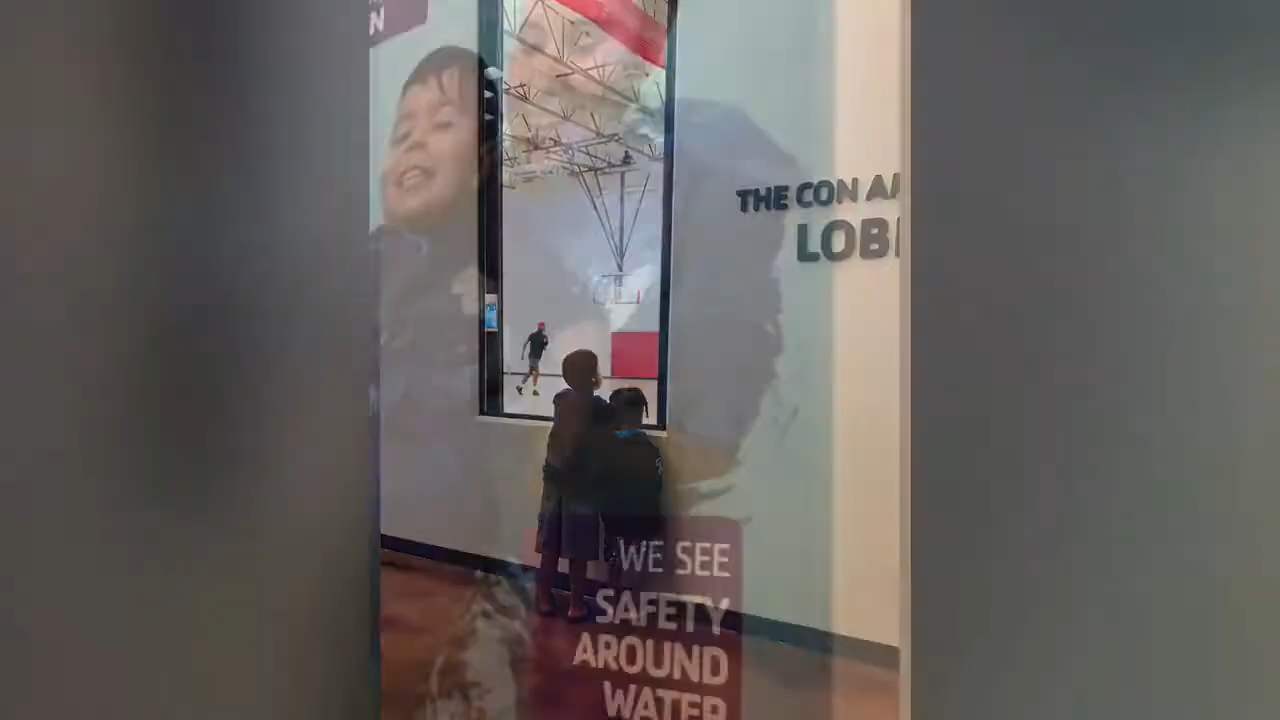 N
THE CON A
LOB
WE SEE
SAFETY
AROUND
WATER